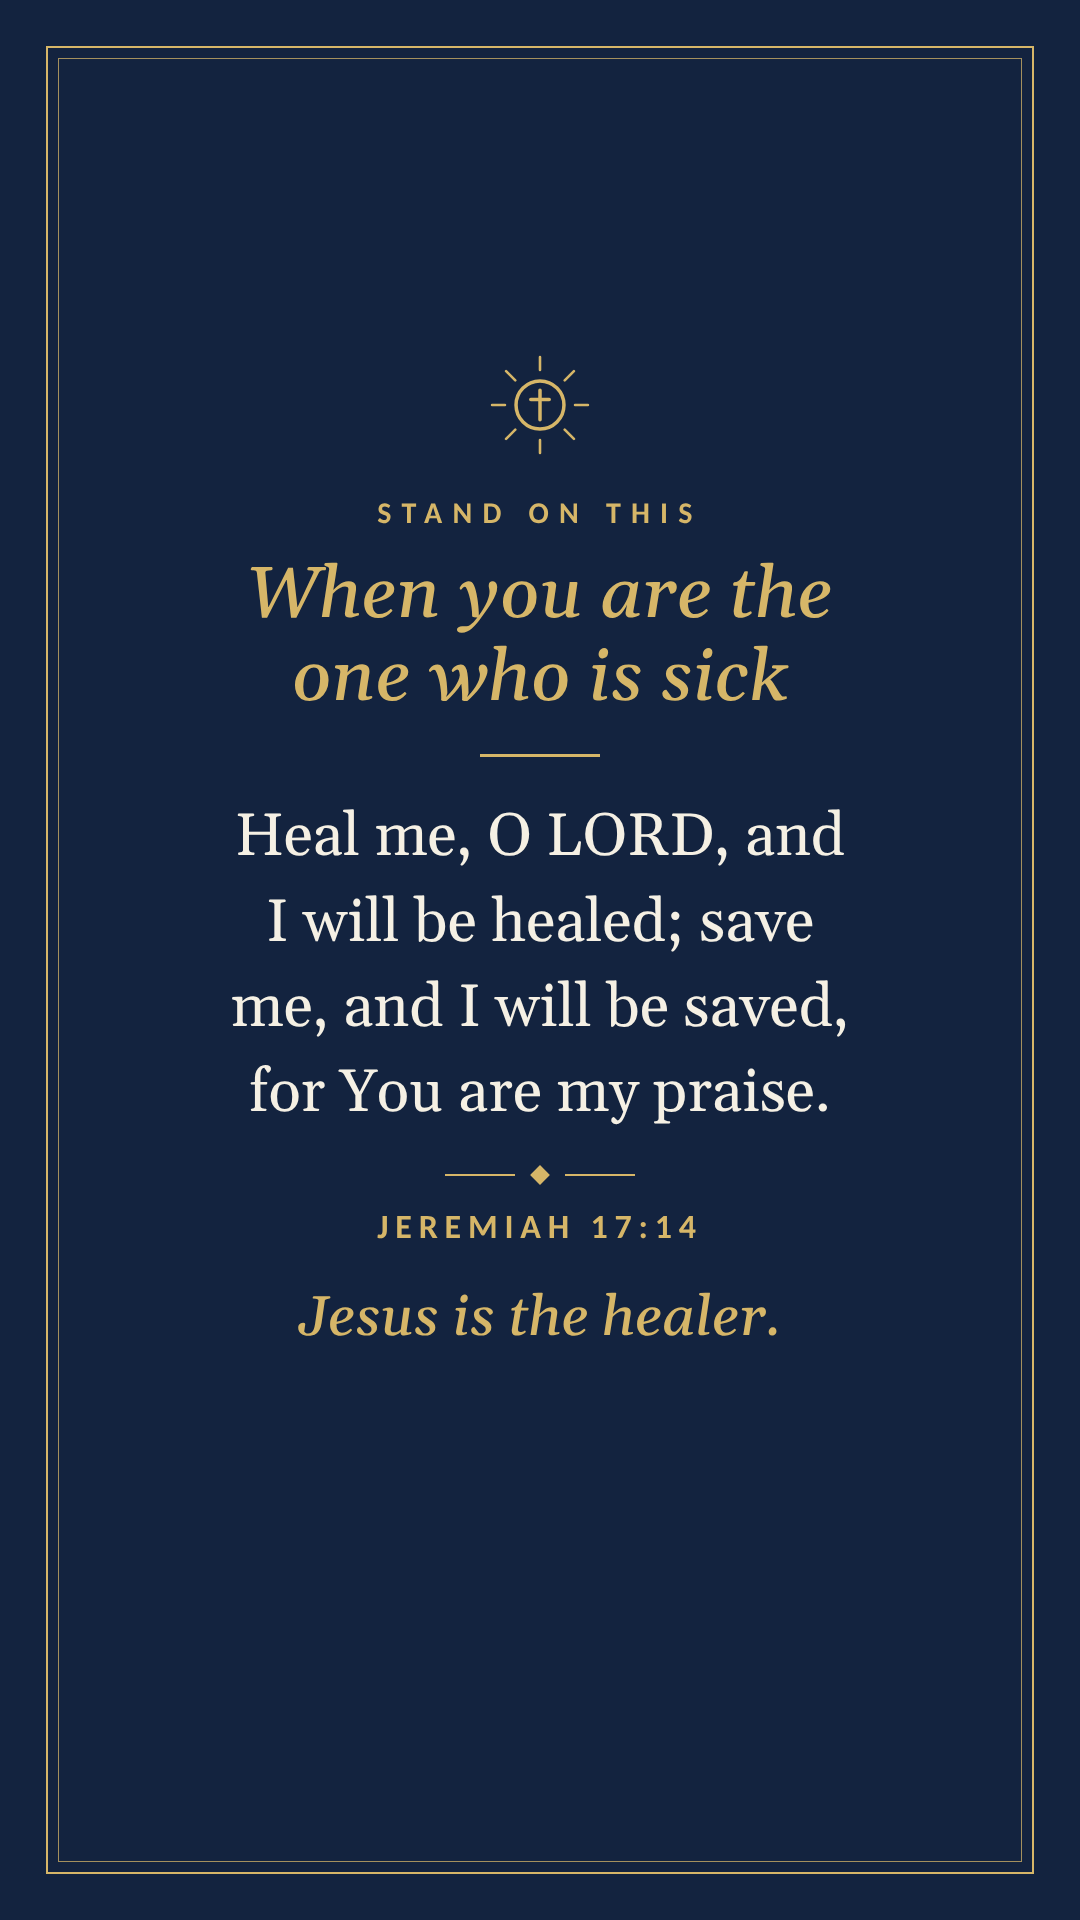 STAND ON THIS
When you are the
one who is sick
Heal me, O LORD, and
I will be healed; save
me, and I will be saved,
for You are my praise.
JEREMIAH 17:14
Jesus is the healer.